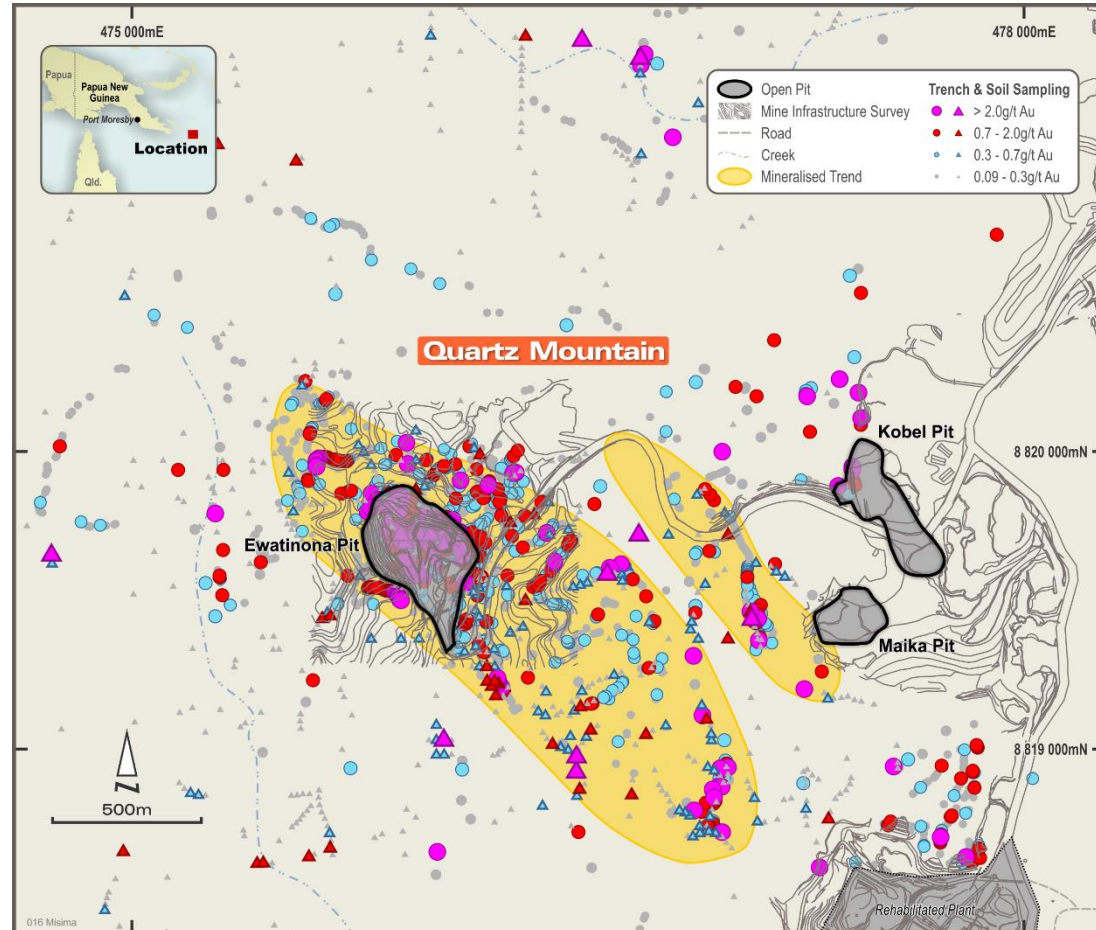 475 000mE
478 000mE
Papua
Papua New
Guinea
Port Moresby
Location
Qld.
Open Pit
Mine Infrastructure Survey
Road
Creek
Mineralised Trend
Trench & Soil Sampling
> 2.0g/t Au
0.7 - 2.0g/t Au
0.3 - 0.7g/t Au
0.09 - 0.3g/t Au
Quartz Mountain
Kobel Pit
8 820 000mN
Ewatinona Pit
Maika Pit
8 819 000mN
N
500m
Rehabilitated Plant
016 Misima